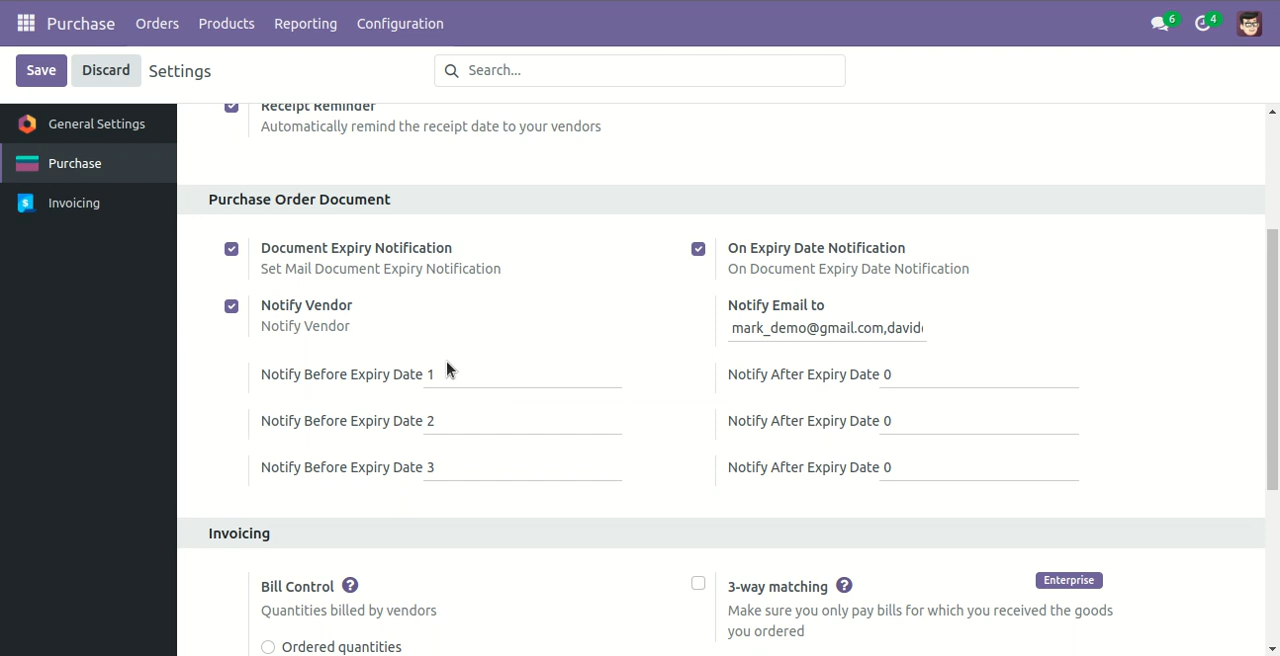 Purchase Orders Products Reporting Configuration 6 4
Save Discard Settings Search...
General Settings
Purchase
Invoicing
Receipt Reminder
Automatically remind the receipt date to your vendors
Purchase Order Document
Document Expiry Notification On Expiry Date Notification
Set Mail Document Expiry Notification On Document Expiry Date Notification
Notify Vendor Notify Email to
Notify Vendor mark_demo@gmail.com,david
Notify Before Expiry Date 1 Notify After Expiry Date 0
Notify Before Expiry Date 2 Notify After Expiry Date 0
Notify Before Expiry Date 3 Notify After Expiry Date 0
Invoicing
Bill Control ? 3-way matching ? Enterprise
Quantities billed by vendors Make sure you only pay bills for which you received the goods
you ordered
Ordered quantities